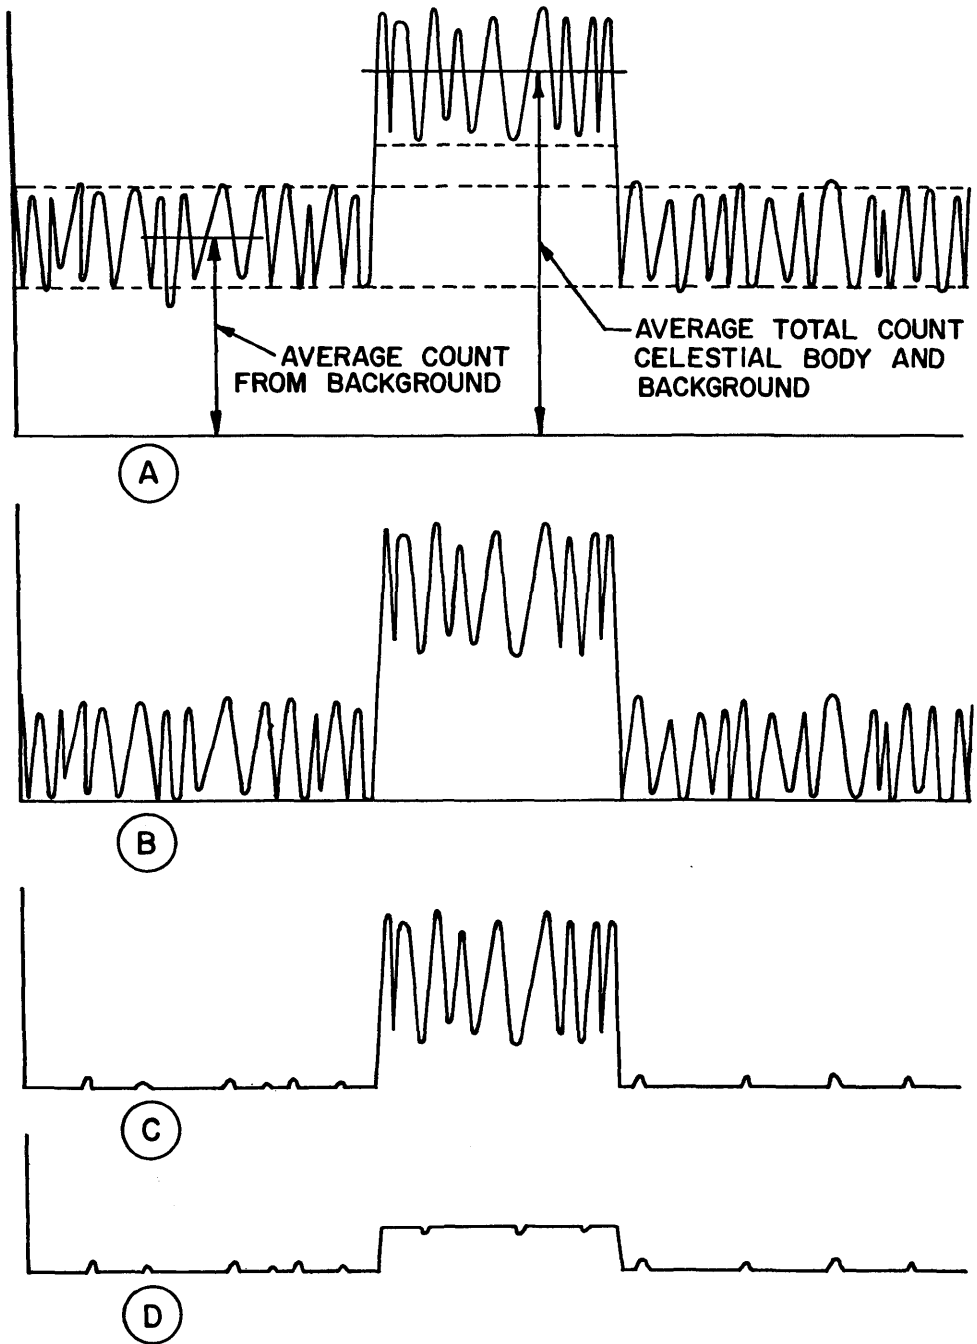 AVERAGE COUNT
FROM BACKGROUND
AVERAGE TOTAL COUNT
CELESTIAL BODY AND
BACKGROUND
A
B
C
D